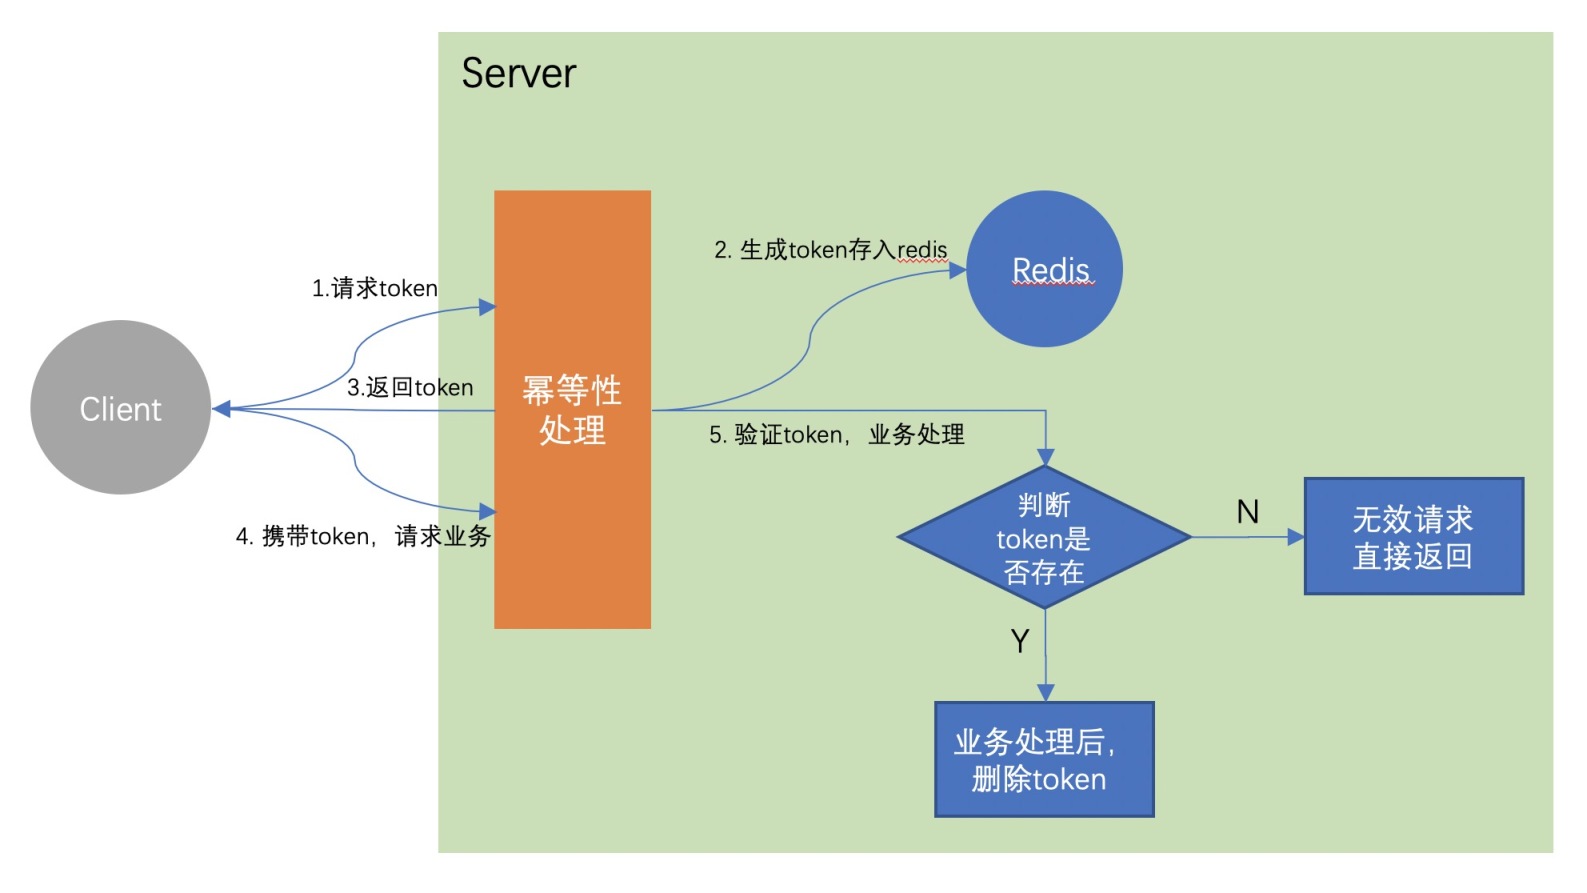 Server
2. 生成token存入redis
Redis
1.请求token
3.返回token
Client
幂等性
处理
5. 验证token，业务处理
4. 携带token，请求业务
判断
token是
否存在
N
无效请求
直接返回
Y
业务处理后，
删除token